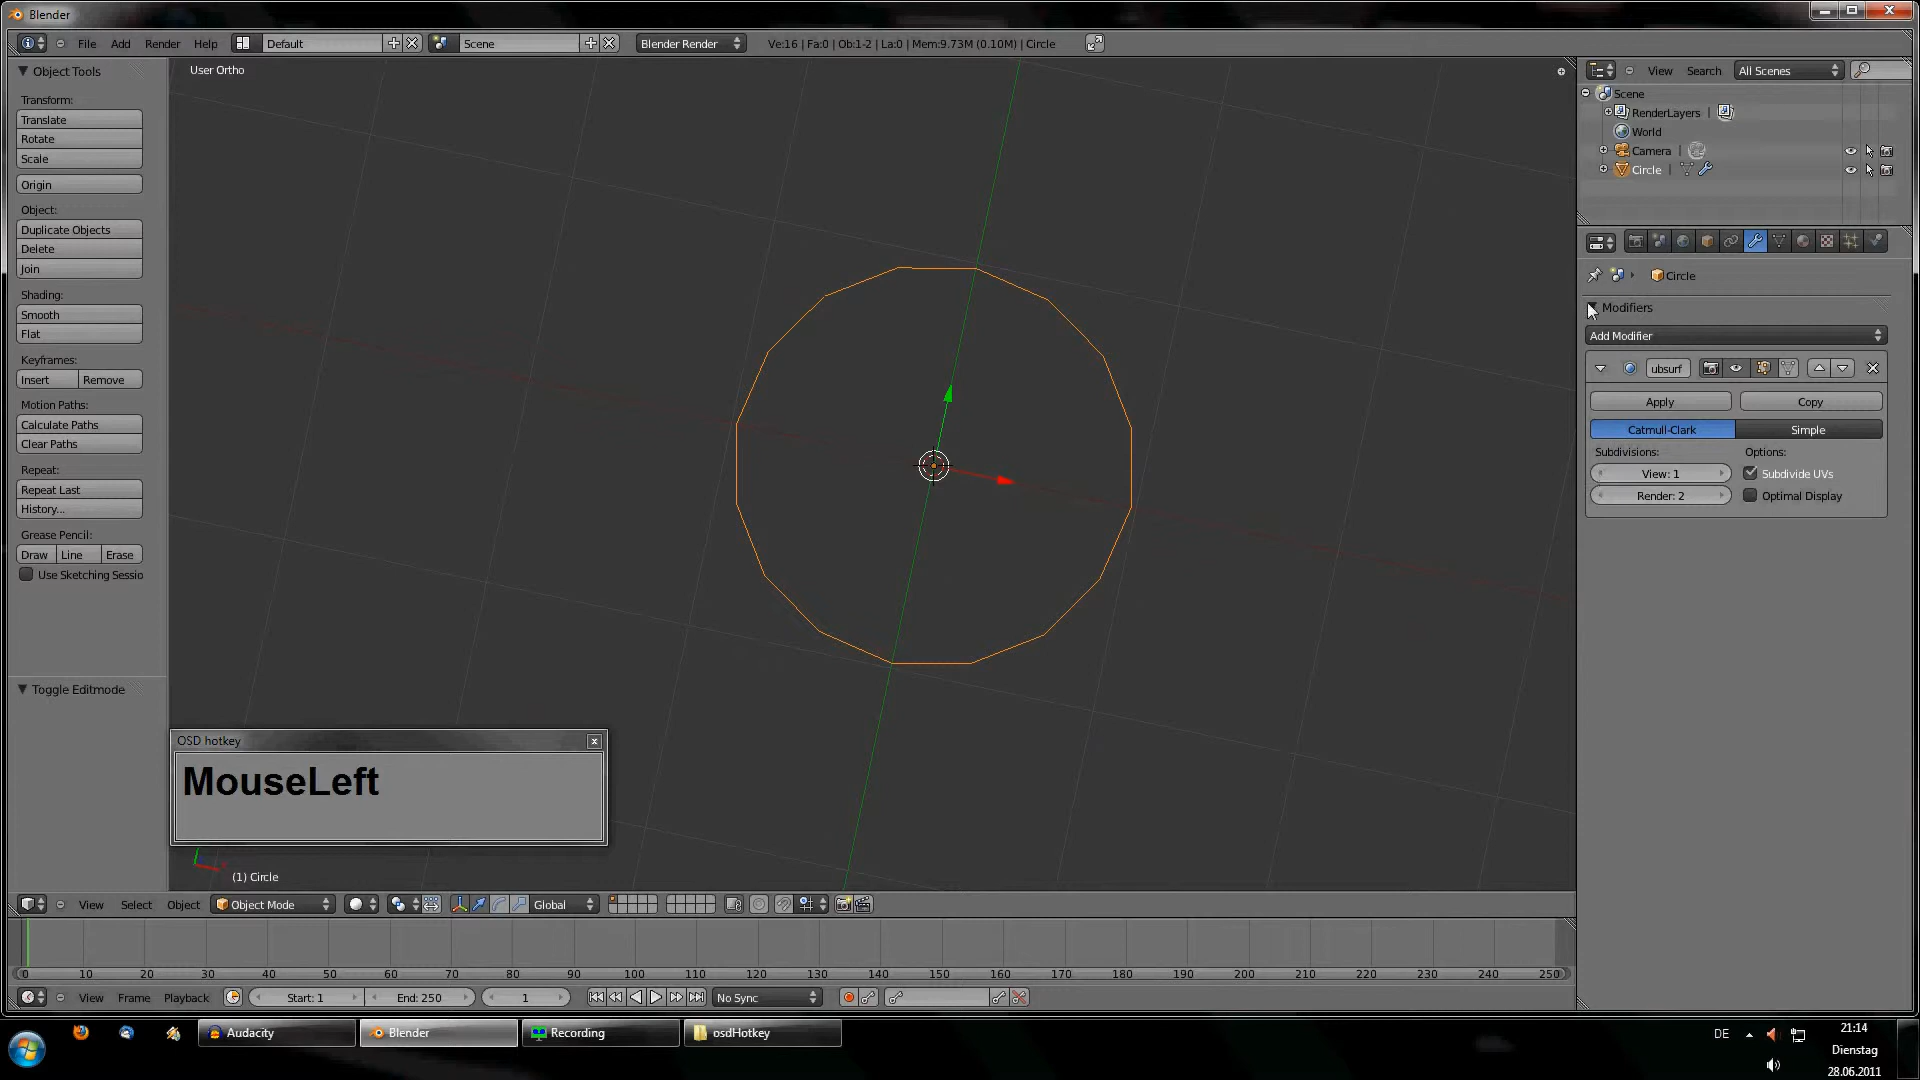 Blender
File Add Render Help Default Scene Blender Render Ve:16 | Fa:0 | Ob:1-2 | La:0 | Mem:9.73M (0.10M) | Circle
Object Tools
Transform:
Translate
Rotate
Scale
Origin
Object:
Duplicate Objects
Delete
Join
Shading:
Smooth
Flat
Keyframes:
Insert Remove
Motion Paths:
Calculate Paths
Clear Paths
Repeat:
Repeat Last
History...
Grease Pencil:
Draw Line Erase
Use Sketching Sessio
Toggle Editmode
User Ortho
OSD hotkey
MouseLeft
(1) Circle
View Search All Scenes
Scene
RenderLayers |
World
Camera |
Circle |
Circle
Modifiers
Add Modifier
ubsurf
Apply Copy
Catmull-Clark Simple
Subdivisions: Options:
View: 1 Subdivide UVs
Render: 2 Optimal Display
View Select Object Object Mode Global
0 10 20 30 40 50 60 70 80 90 100 110 120 130 140 150 160 170 180 190 200 210 220 230 240 250
View Frame Playback Start: 1 End: 250 1 No Sync
Audacity Blender Recording osdHotkey
DE
21:14
Dienstag
28.06.2011